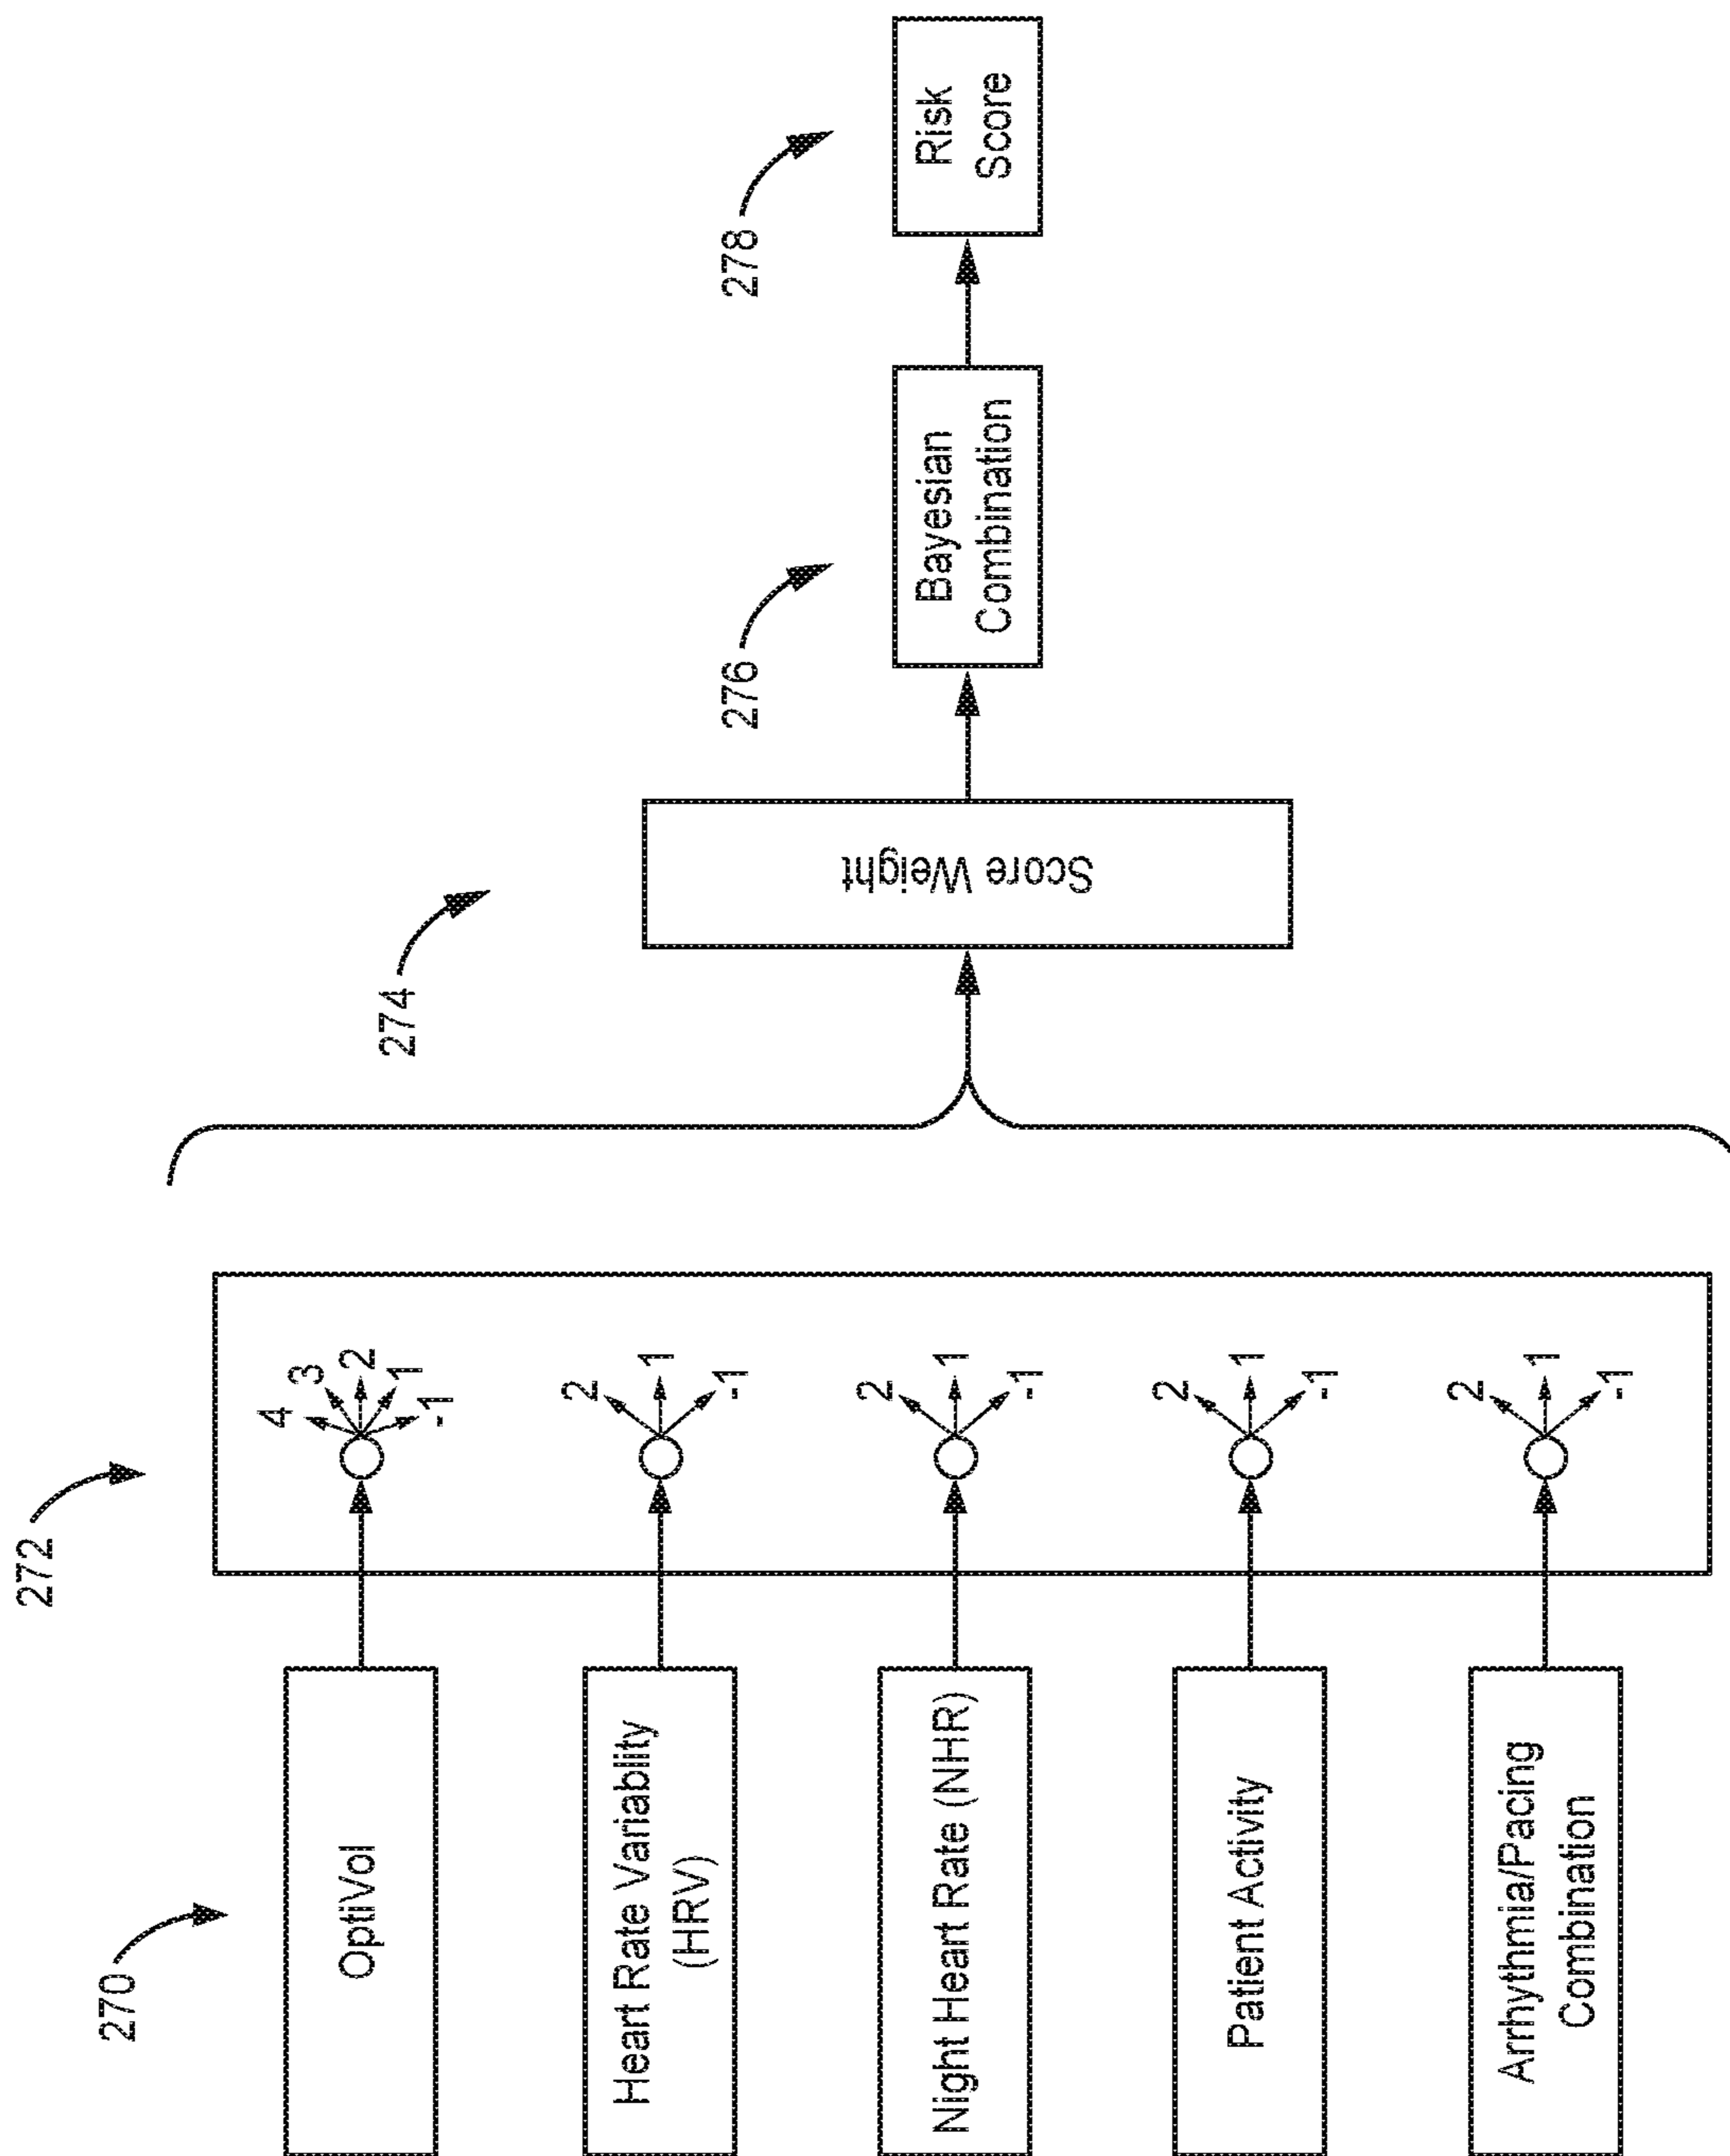 270
OptiVol
Heart Rate Variablity
(HRV)
Night Heart Rate (NHR)
Patient Activity
Arrhythmia/Pacing
Combination
272
4
3
2
1
-1
2
1
-1
2
1
-1
2
1
-1
2
1
-1
274
Score Weight
276
Bayesian
Combination
278
Risk
Score